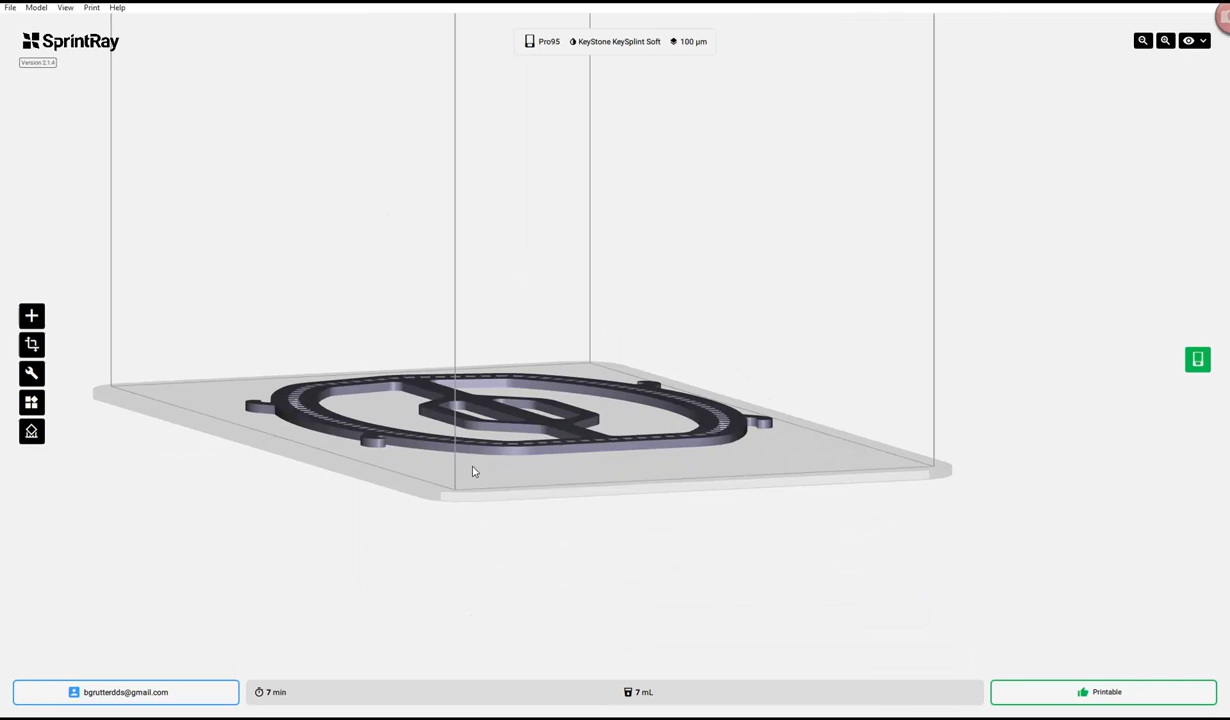 File Model View Print Help
SprintRay
Version 2.1.4
Pro95 KeyStone KeySplint Soft 100 µm
bgrutterdds@gmail.com 7 min 7 mL Printable